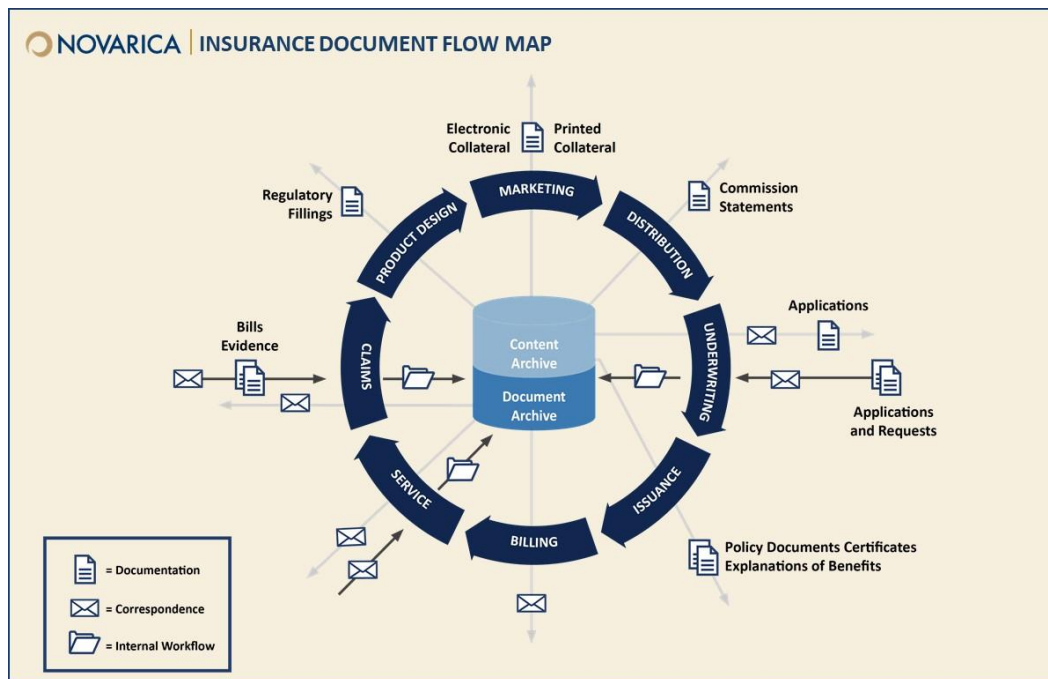 NOVARICA | INSURANCE DOCUMENT FLOW MAP
Electronic
Collateral
Printed
Collateral
Regulatory
Fillings
Commission
Statements
MARKETING
PRODUCT DESIGN
DISTRIBUTION
Applications
Bills
Evidence
CLAIMS
Content
Archive
UNDERWRITING
Document
Archive
Applications
and Requests
SERVICE
ISSUANCE
BILLING
Policy Documents Certificates
Explanations of Benefits
= Documentation
= Correspondence
= Internal Workflow